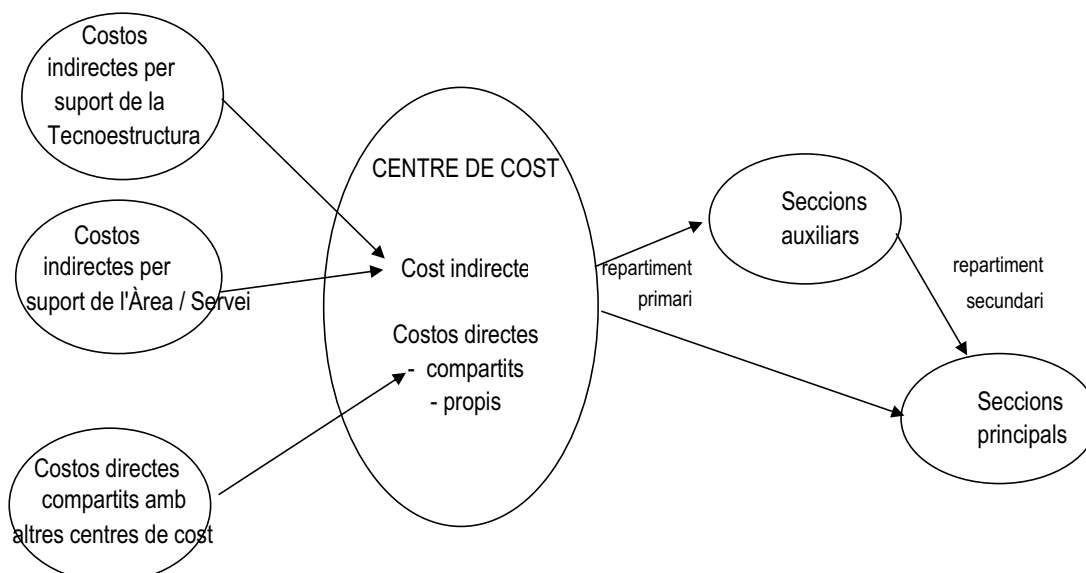 Costos
indirectes per
suport de la
Tecnoestructura
Costos
indirectes per
suport de l'Àrea / Servei
Costos directes
compartits amb
altres centres de cost
CENTRE DE COST
Cost indirecte
Costos directes
- compartits
- propis
repartiment
primari
Seccions
auxiliars
repartiment
secundari
Seccions
principals